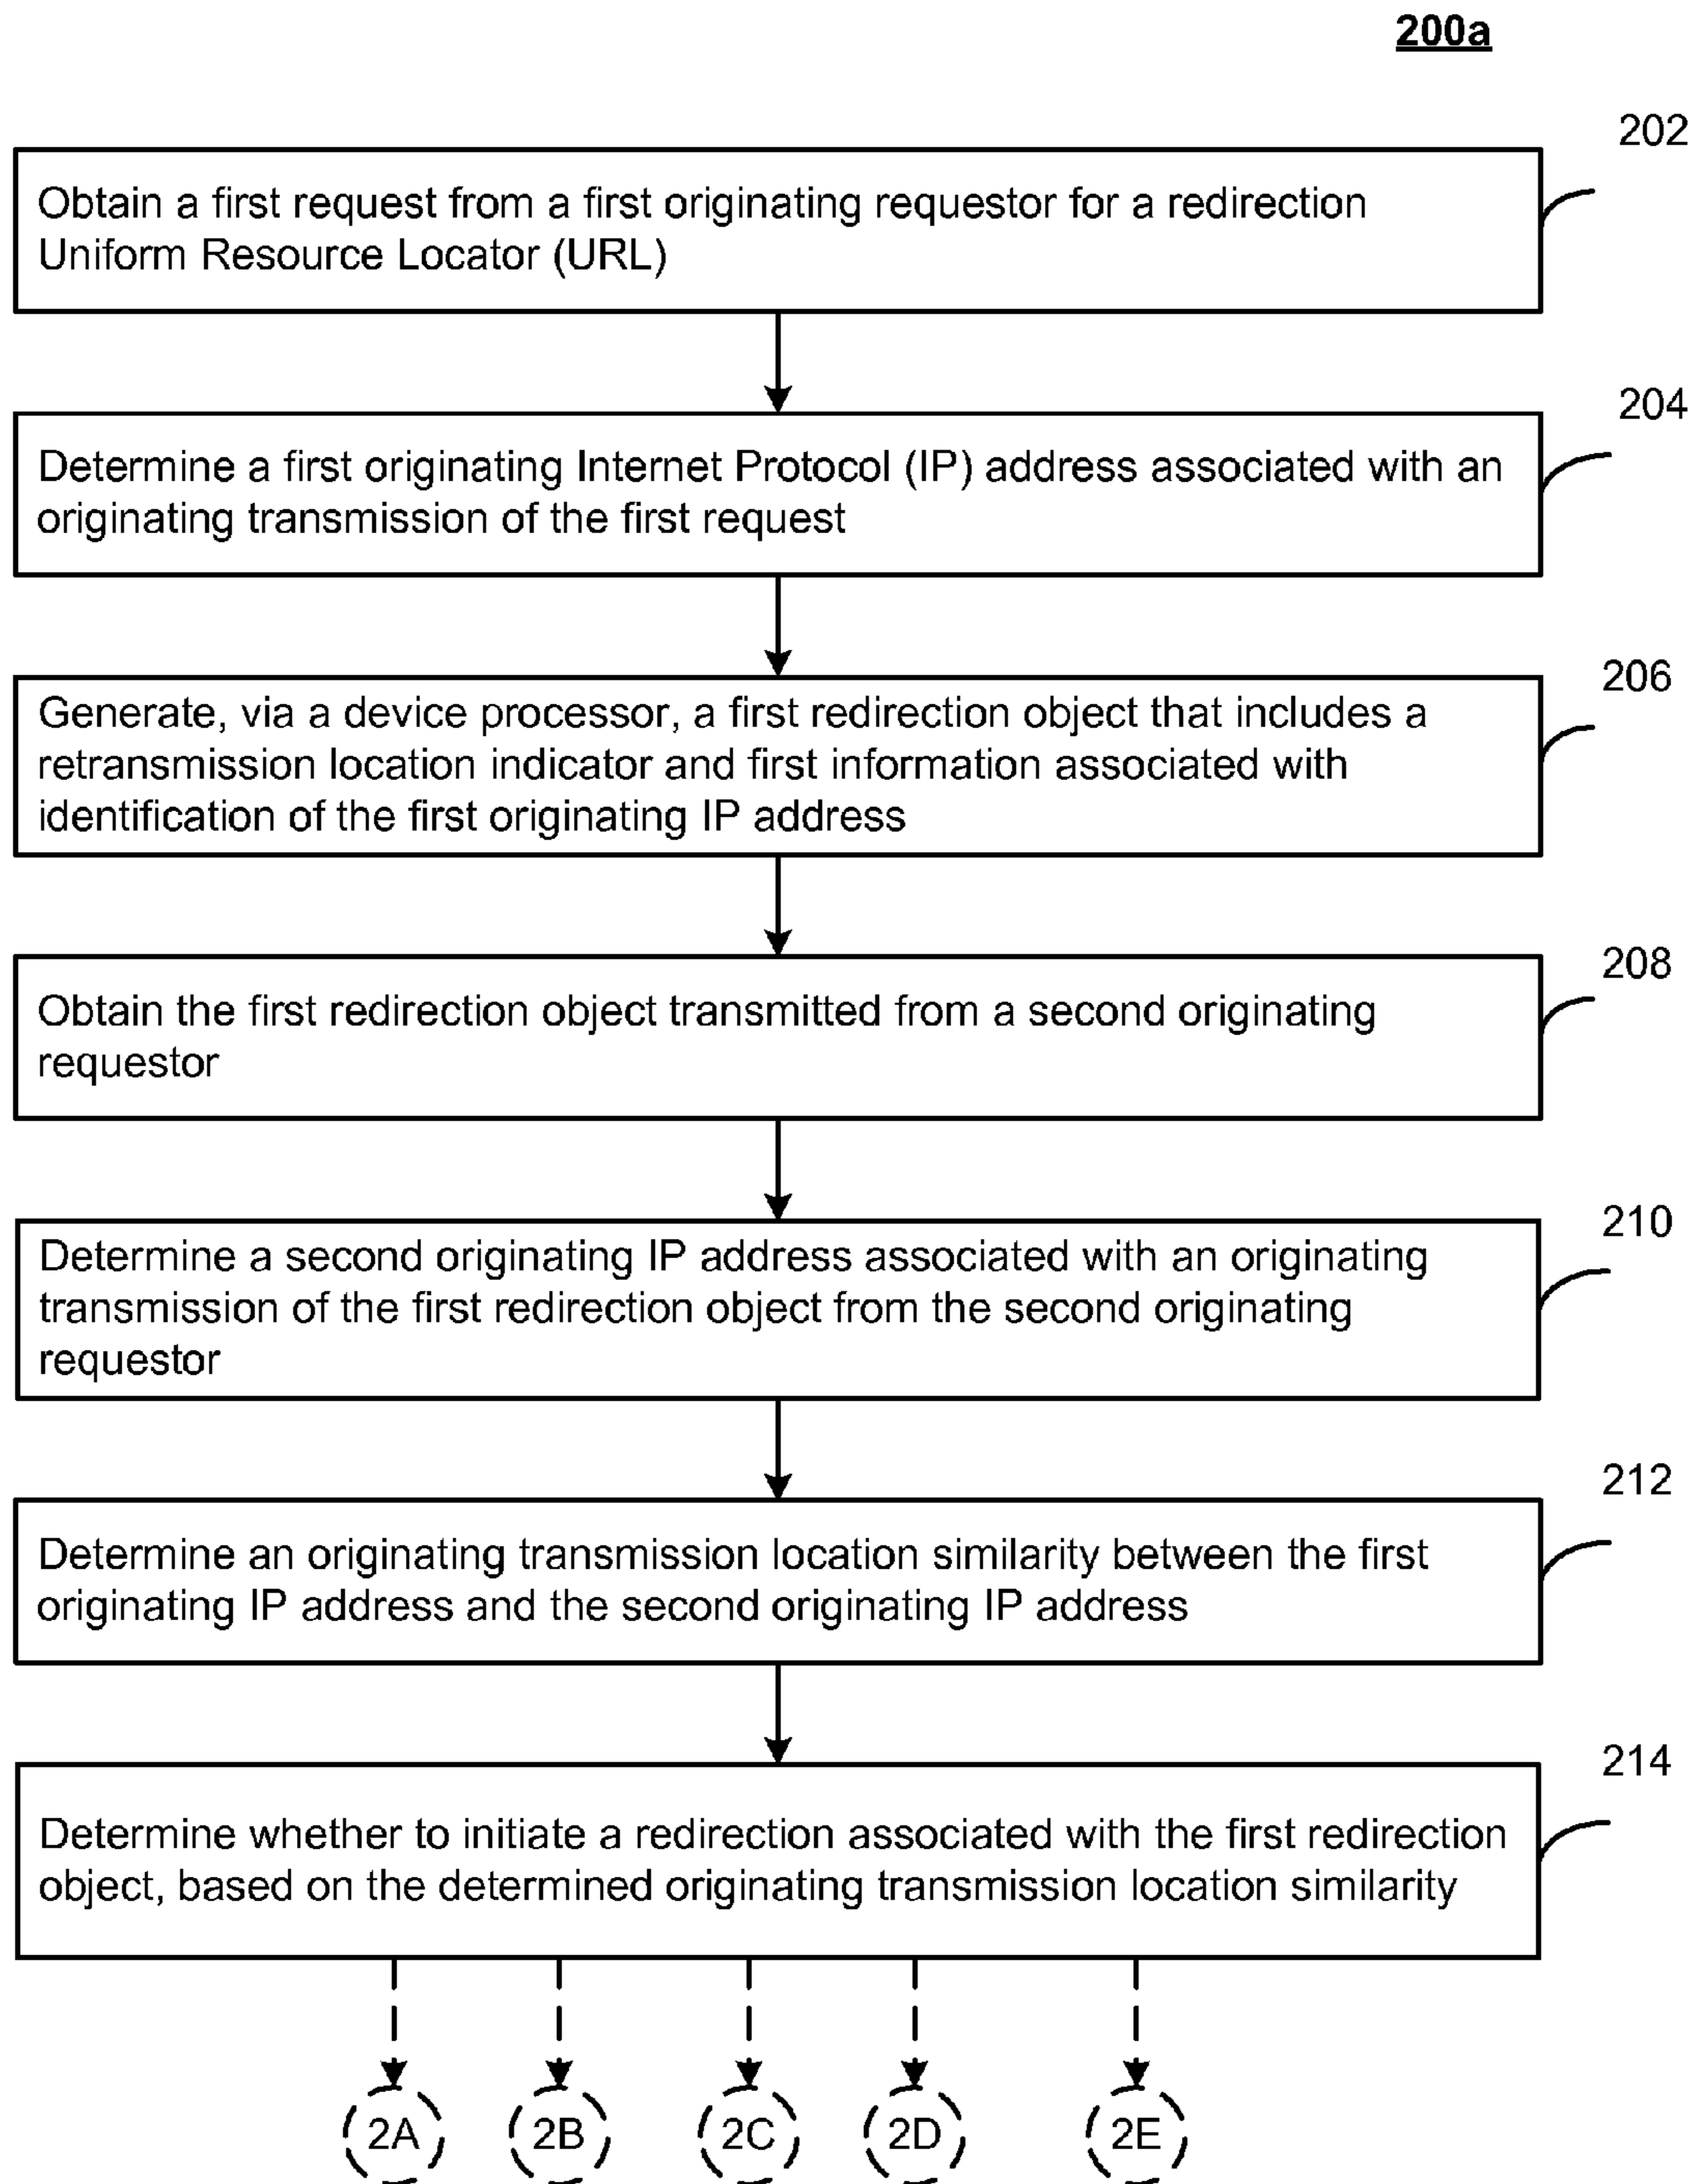 200a
202
Obtain a first request from a first originating requestor for a redirection
Uniform Resource Locator (URL)
204
Determine a first originating Internet Protocol (IP) address associated with an
originating transmission of the first request
206
Generate, via a device processor, a first redirection object that includes a
retransmission location indicator and first information associated with
identification of the first originating IP address
208
Obtain the first redirection object transmitted from a second originating
requestor
210
Determine a second originating IP address associated with an originating
transmission of the first redirection object from the second originating
requestor
212
Determine an originating transmission location similarity between the first
originating IP address and the second originating IP address
214
Determine whether to initiate a redirection associated with the first redirection
object, based on the determined originating transmission location similarity
2A 2B 2C 2D 2E